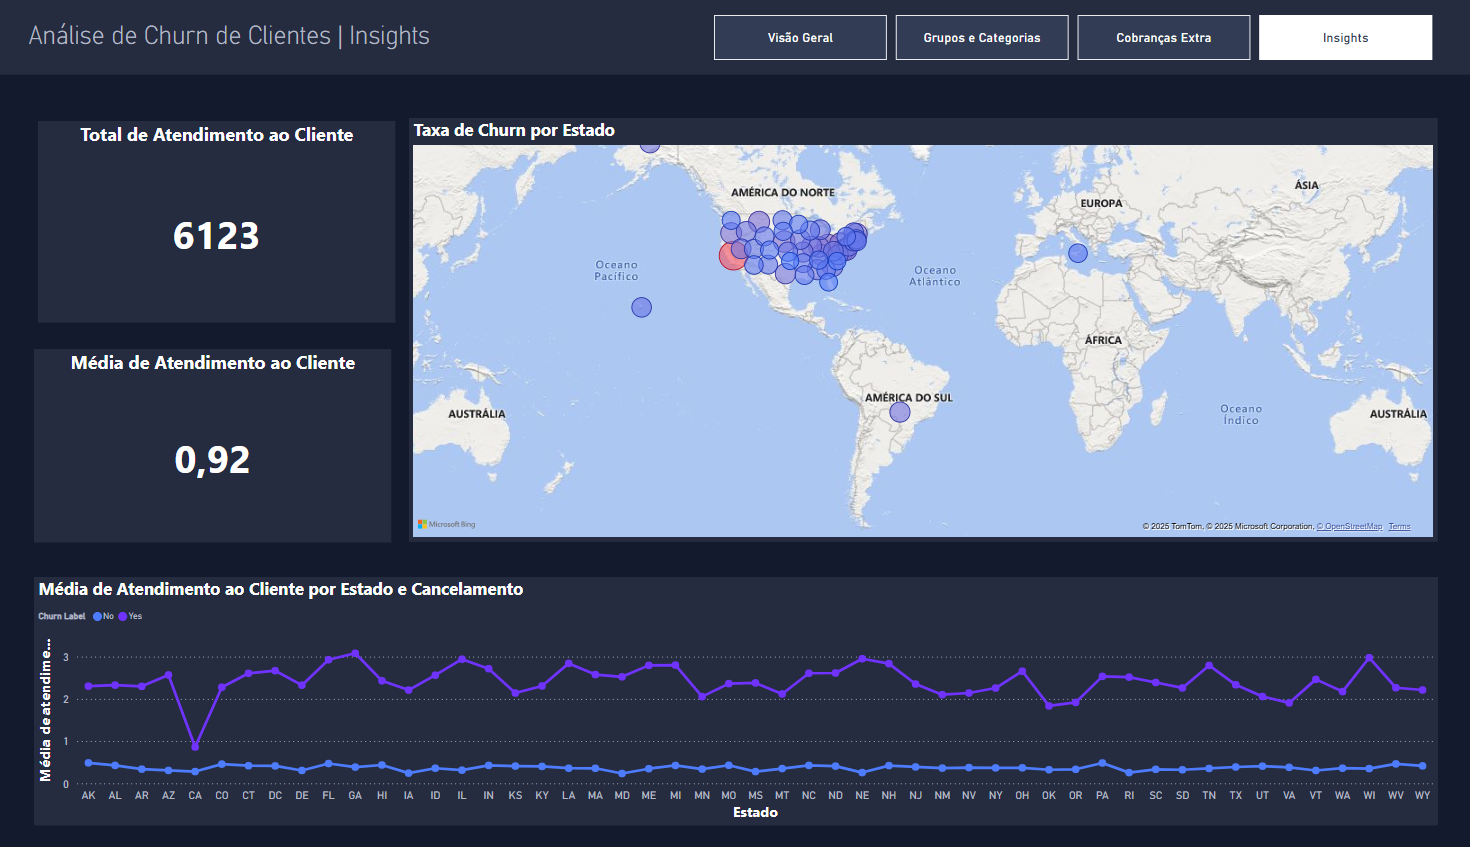 Análise de Churn de Clientes | Insights
Visão Geral
Grupos e Categorias
Cobranças Extra
Insights
Total de Atendimento ao Cliente
6123
Média de Atendimento ao Cliente
0,92
Taxa de Churn por Estado
AMÉRICA DO NORTE
EUROPA
ÁSIA
Oceano
Pacífico
Oceano
Atlântico
ÁFRICA
AMÉRICA DO SUL
AUSTRÁLIA
Oceano
Índico
AUSTRÁLIA
Microsoft Bing
© 2025 TomTom, © 2025 Microsoft Corporation, © OpenStreetMap Terms
Média de Atendimento ao Cliente por Estado e Cancelamento
Churn Label No Yes
Média de atendime...
3
2
1
0
AK AL AR AZ CA CO CT DC DE FL GA HI IA ID IL IN KS KY LA MA MD ME MI MN MO MS MT NC ND NE NH NJ NM NV NY OH OK OR PA RI SC SD TN TX UT VA VT WA WI WV WY
Estado